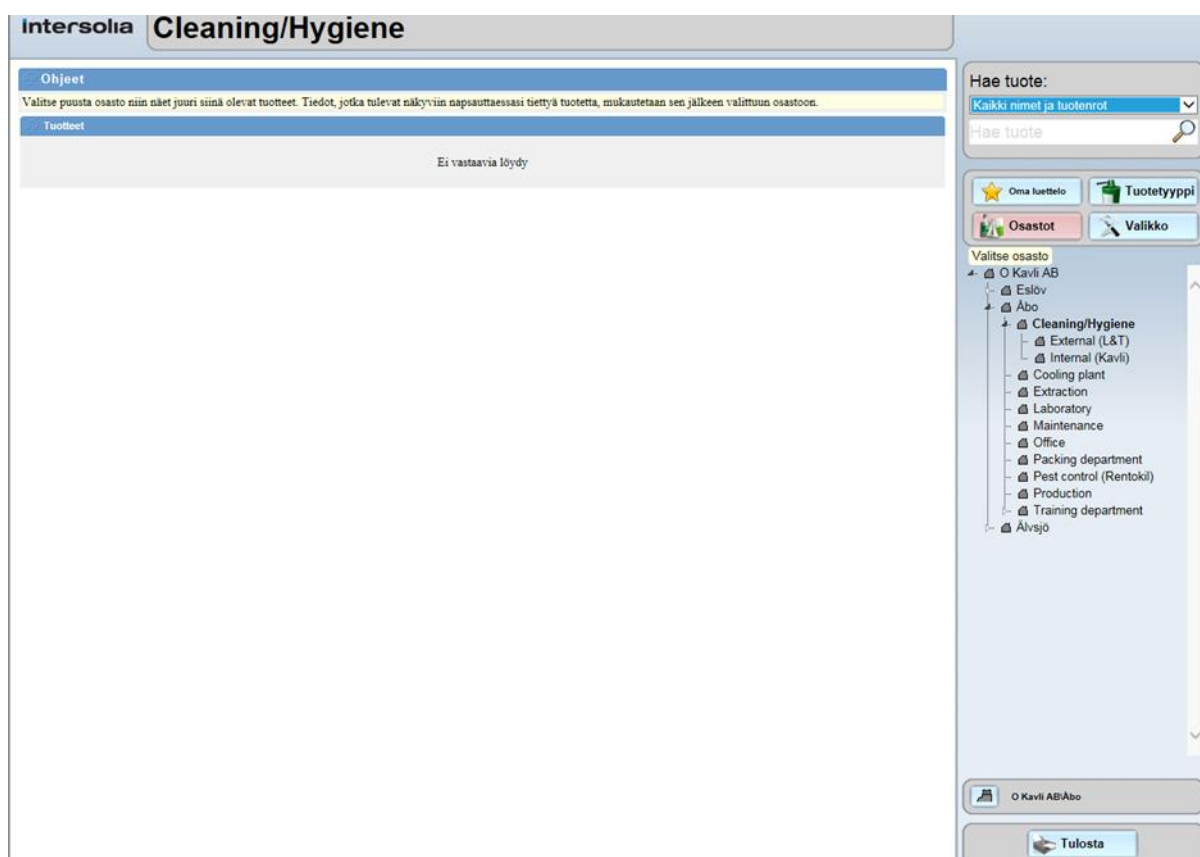 intersolia
Cleaning/Hygiene
Ohjeet
Valitse puusta osasto niin näet juuri siinä olevat tuotteet. Tiedot, jotka tulevat näkyviin napsauttaessasi tiettyä tuotetta, mukautetaan sen jälkeen valittuun osastoon.
Tuotteet
Ei vastaavia löydy
Hae tuote:
Kaikki nimet ja tuotenrot
Hae tuote
Oma luettelo
Tuotetyyppi
Osastot
Valikko
Valitse osasto
O Kavli AB
Eslöv
Åbo
Cleaning/Hygiene
External (L&T)
Internal (Kavli)
Cooling plant
Extraction
Laboratory
Maintenance
Office
Packing department
Pest control (Rentokil)
Production
Training department
Älvsjö
O Kavli AB\Åbo
Tulosta